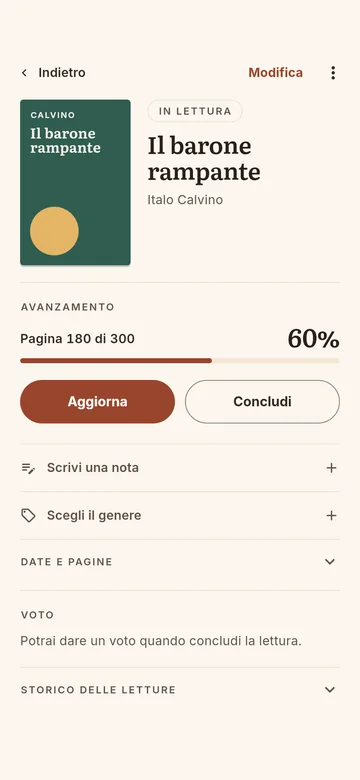 Indietro
Modifica
CALVINO
Il barone
rampante
IN LETTURA
Il barone
rampante
Italo Calvino
AVANZAMENTO
Pagina 180 di 300
60%
Aggiorna
Concludi
Scrivi una nota
Scegli il genere
DATE E PAGINE
VOTO
Potrai dare un voto quando concludi la lettura.
STORICO DELLE LETTURE